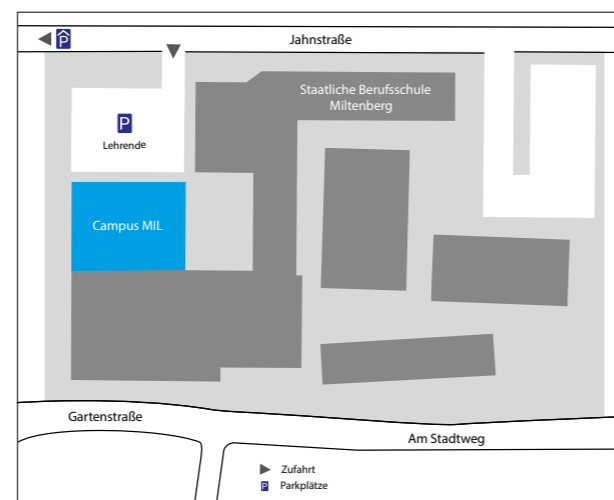 P
Jahnstraße
Staatliche Berufsschule
Miltenberg
P
Lehrende
Campus MIL
Gartenstraße
Am Stadtweg
Zufahrt
P Parkplätze